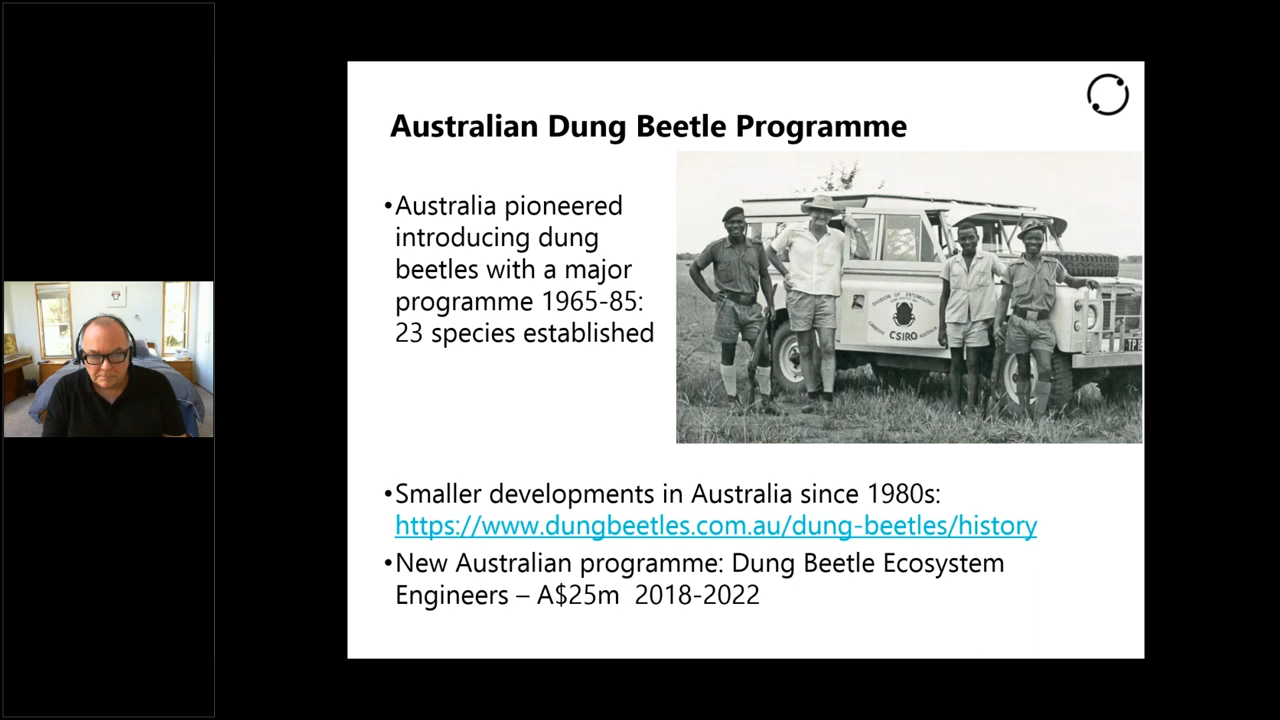 Australian Dung Beetle Programme
•Australia pioneered
introducing dung
beetles with a major
programme 1965-85:
23 species established
DIVISION OF ENTOMOLOGY
CANBERRA
AUSTRALIA
CSIRO
•Smaller developments in Australia since 1980s:
https://www.dungbeetles.com.au/dung-beetles/history
•New Australian programme: Dung Beetle Ecosystem
Engineers – A$25m 2018-2022